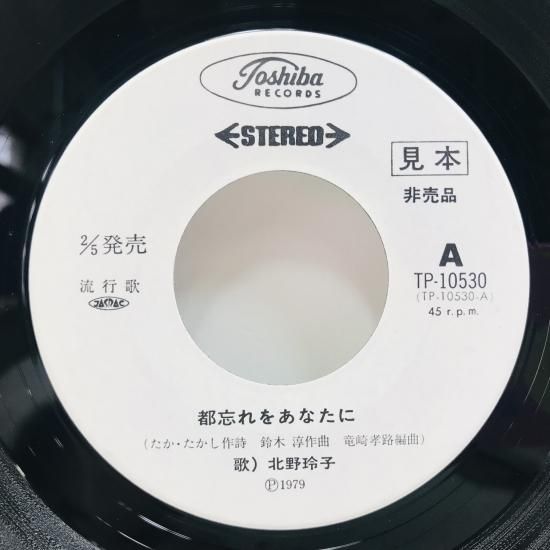 Toshiba
RECORDS
STEREO
見本
非売品
2/5発売
A
TP-10530
(TP-10530-A)
流行歌
JASRAC
45 r.p.m.
都忘れをあなたに
(たか・たかし作詩 鈴木 淳作曲 竜崎孝路編曲)
歌) 北野玲子
Ⓟ1979